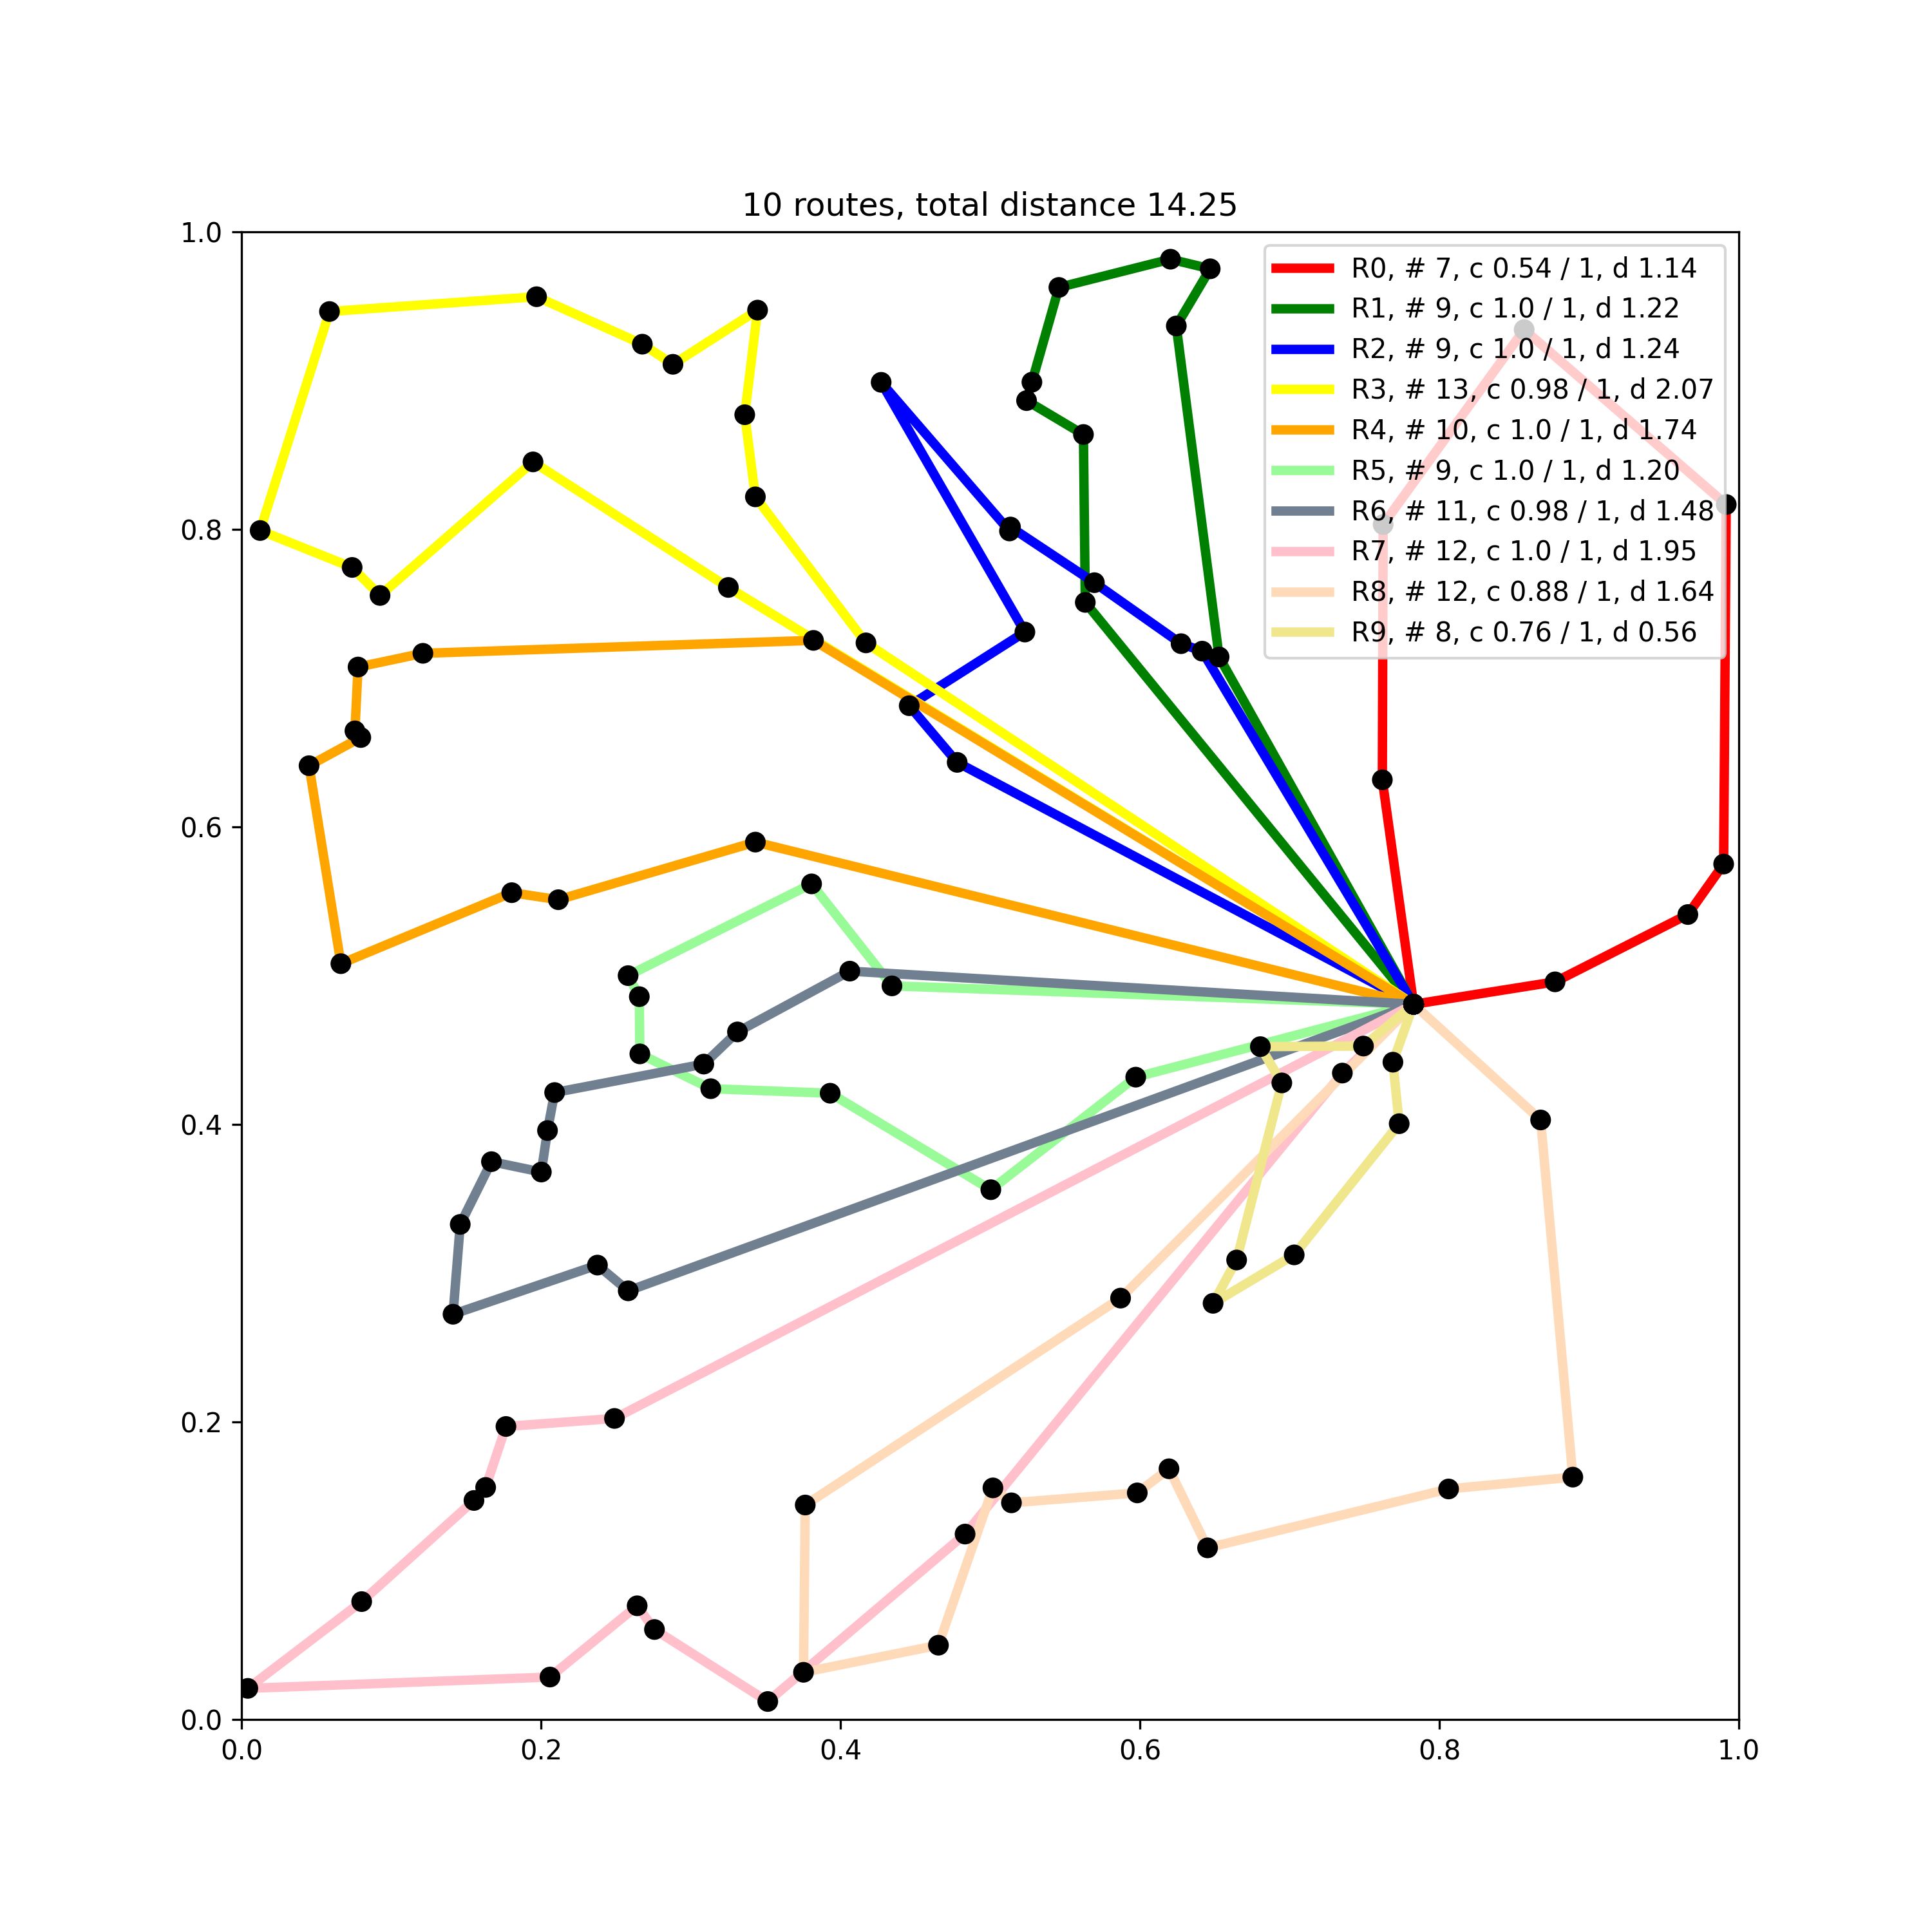 10 routes, total distance 14.25
1.0
0.8
0.6
0.4
0.2
0.0
R0, # 7, c 0.54 / 1, d 1.14
R1, # 9, c 1.0 / 1, d 1.22
R2, # 9, c 1.0 / 1, d 1.24
R3, # 13, c 0.98 / 1, d 2.07
R4, # 10, c 1.0 / 1, d 1.74
R5, # 9, c 1.0 / 1, d 1.20
R6, # 11, c 0.98 / 1, d 1.48
R7, # 12, c 1.0 / 1, d 1.95
R8, # 12, c 0.88 / 1, d 1.64
R9, # 8, c 0.76 / 1, d 0.56
0.0 0.2 0.4 0.6 0.8 1.0